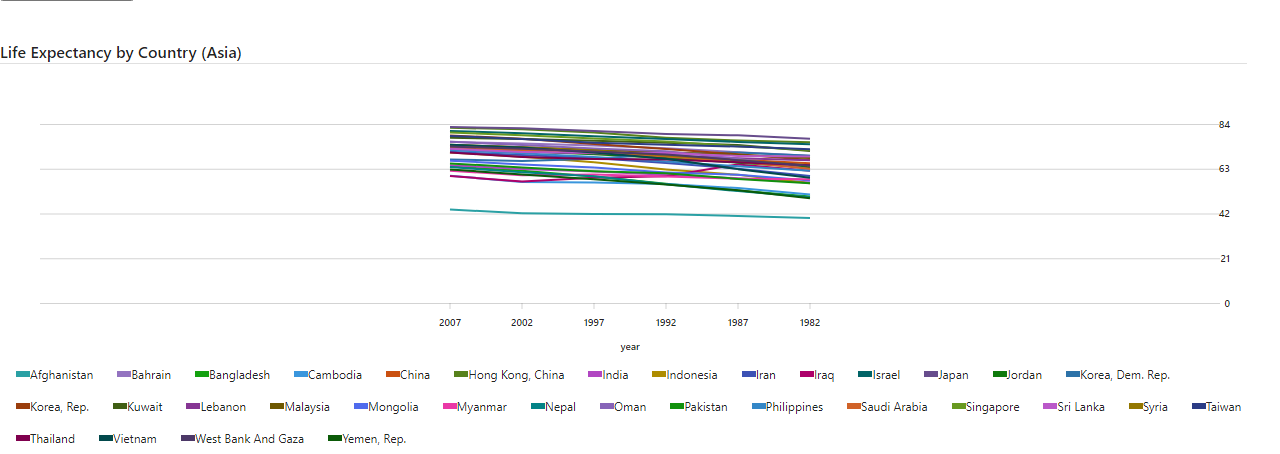 Life Expectancy by Country (Asia)
84
63
42
21
0
2007 2002 1997 1992 1987 1982
year
Afghanistan Bahrain Bangladesh Cambodia China Hong Kong, China India Indonesia Iran Iraq Israel Japan Jordan Korea, Dem. Rep.
Korea, Rep. Kuwait Lebanon Malaysia Mongolia Myanmar Nepal Oman Pakistan Philippines Saudi Arabia Singapore Sri Lanka Syria Taiwan
Thailand Vietnam West Bank And Gaza Yemen, Rep.